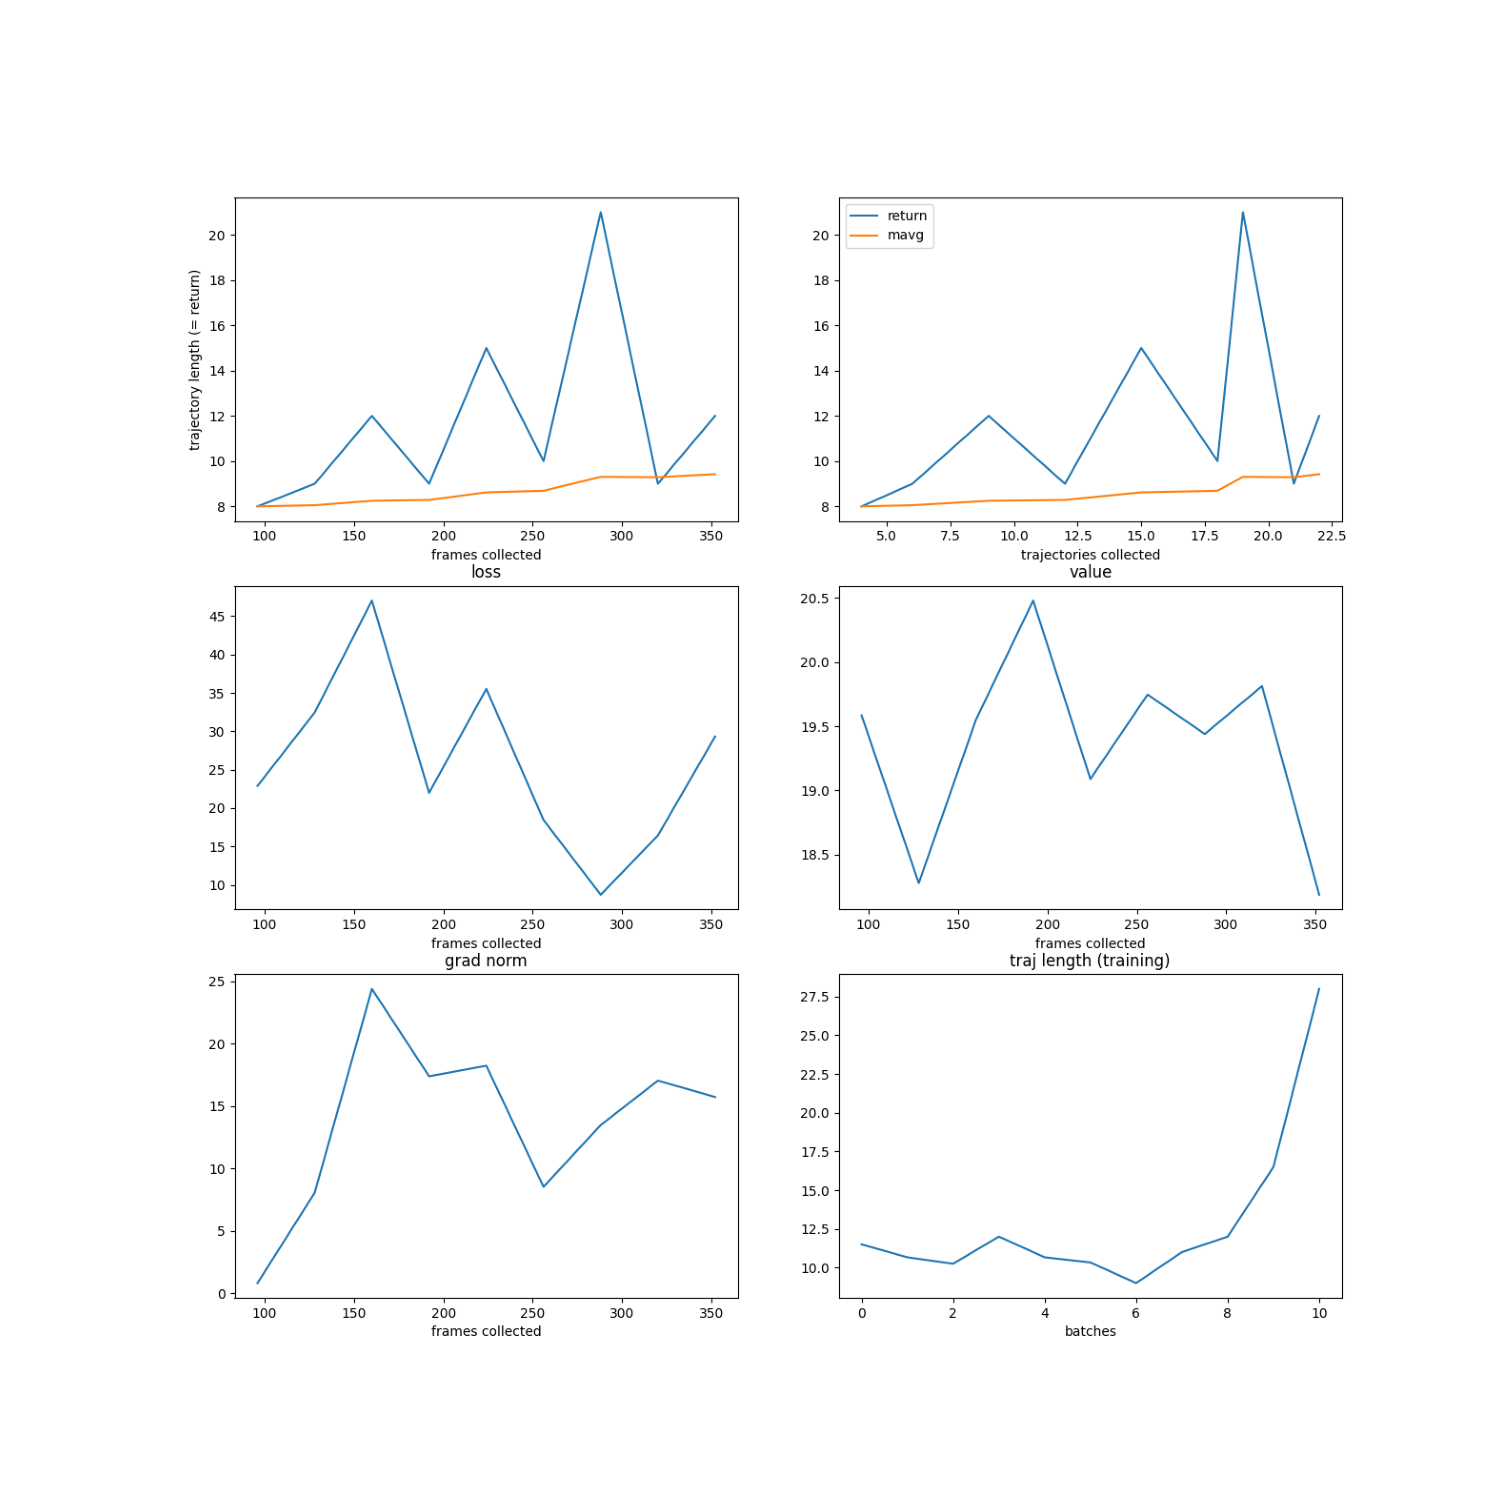 trajectory length (= return)
20
18
16
14
12
10
8
100 150 200 250 300 350
frames collected
return
mavg
20
18
16
14
12
10
8
5.0 7.5 10.0 12.5 15.0 17.5 20.0 22.5
trajectories collected
loss
45
40
35
30
25
20
15
10
100 150 200 250 300 350
frames collected
value
20.5
20.0
19.5
19.0
18.5
100 150 200 250 300 350
frames collected
grad norm
25
20
15
10
5
0
100 150 200 250 300 350
frames collected
traj length (training)
27.5
25.0
22.5
20.0
17.5
15.0
12.5
10.0
0 2 4 6 8 10
batches